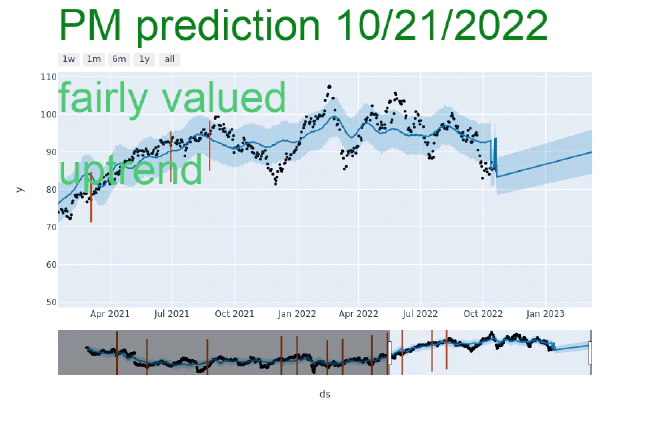 PM prediction 10/21/2022
1w 1m 6m 1y all
110
fairly valued
100
90
uptrend
80
70
60
50
y
Apr 2021 Jul 2021 Oct 2021 Jan 2022 Apr 2022 Jul 2022 Oct 2022 Jan 2023
ds